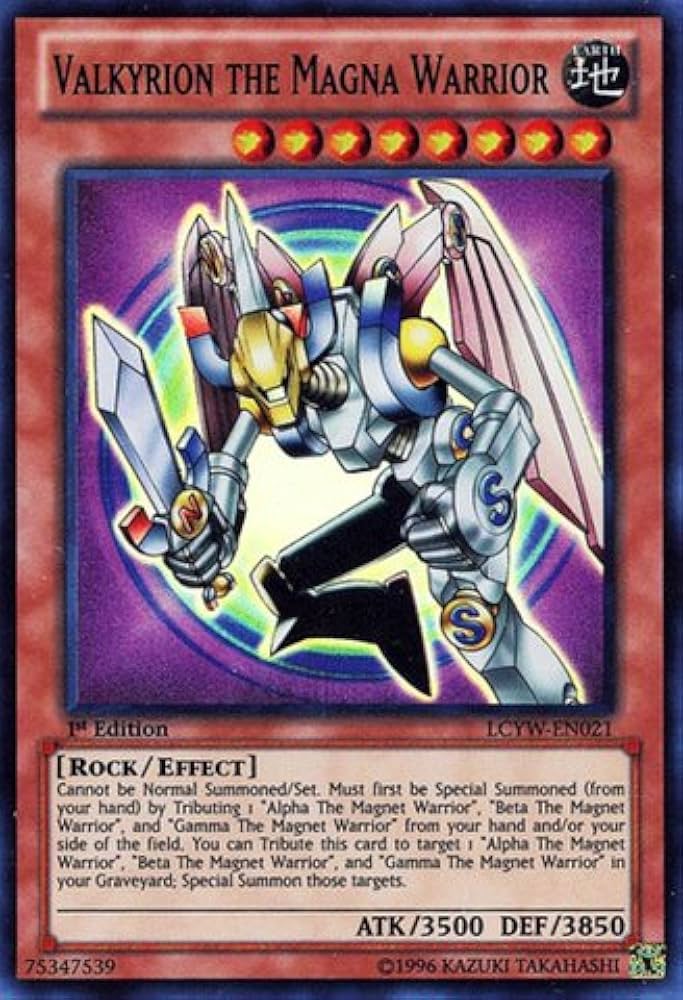 VALKYRION THE MAGNA WARRIOR
EARTH
地
N
S
S
1st Edition
LCYW-EN021
[ROCK/EFFECT]
Cannot be Normal Summoned/Set. Must first be Special Summoned (from
your hand) by Tributing 1 "Alpha The Magnet Warrior", "Beta The Magnet
Warrior", and "Gamma The Magnet Warrior" from your hand and/or your
side of the field. You can Tribute this card to target 1 "Alpha The Magnet
Warrior", "Beta The Magnet Warrior", and "Gamma The Magnet Warrior" in
your Graveyard; Special Summon those targets.
ATK/3500 DEF/3850
75347539
©1996 KAZUKI TAKAHASHI